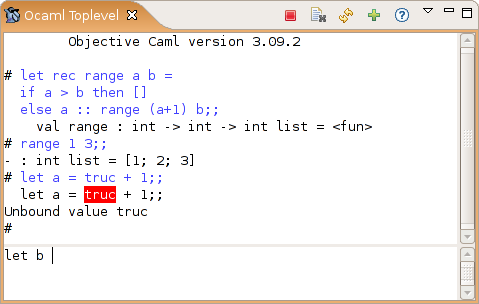 Ocaml Toplevel
Objective Caml version 3.09.2
# let rec range a b =
if a > b then []
else a :: range (a+1) b;;
val range : int -> int -> int list = <fun>
# range 1 3;;
- : int list = [1; 2; 3]
# let a = truc + 1;;
let a = truc + 1;;
Unbound value truc
#
let b